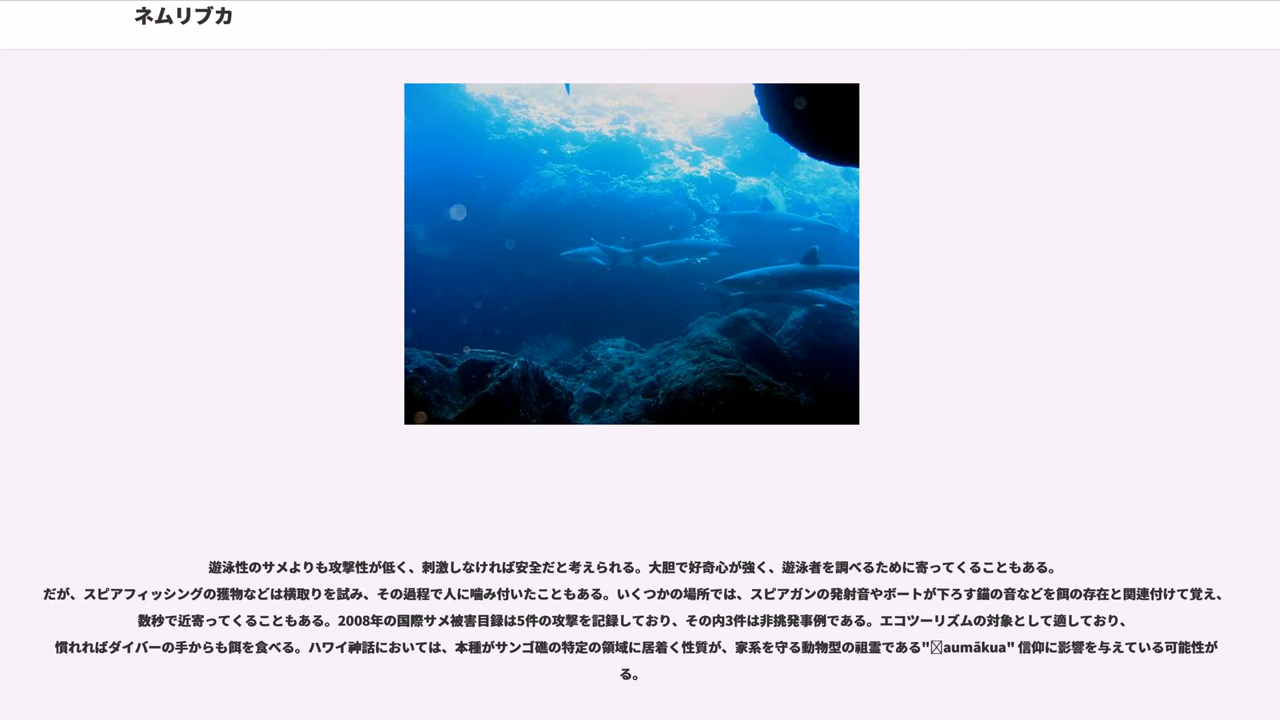 ネムリブカ
遊泳性のサメよりも攻撃性が低く、刺激しなければ安全だと考えられる。大胆で好奇心が強く、遊泳者を調べるために寄ってくることもある。
だが、スピアフィッシングの獲物などは横取りを試み、その過程で人に噛み付いたこともある。いくつかの場所では、スピアガンの発射音やボートが下ろす錨の音などを餌の存在と関連付けて覚え、
数秒で近寄ってくることもある。2008年の国際サメ被害目録は5件の攻撃を記録しており、その内3件は非挑発事例である。エコツーリズムの対象として適しており、
慣れればダイバーの手からも餌を食べる。ハワイ神話においては、本種がサンゴ礁の特定の領域に居着く性質が、家系を守る動物型の祖霊である"aumākua" 信仰に影響を与えている可能性が
る。